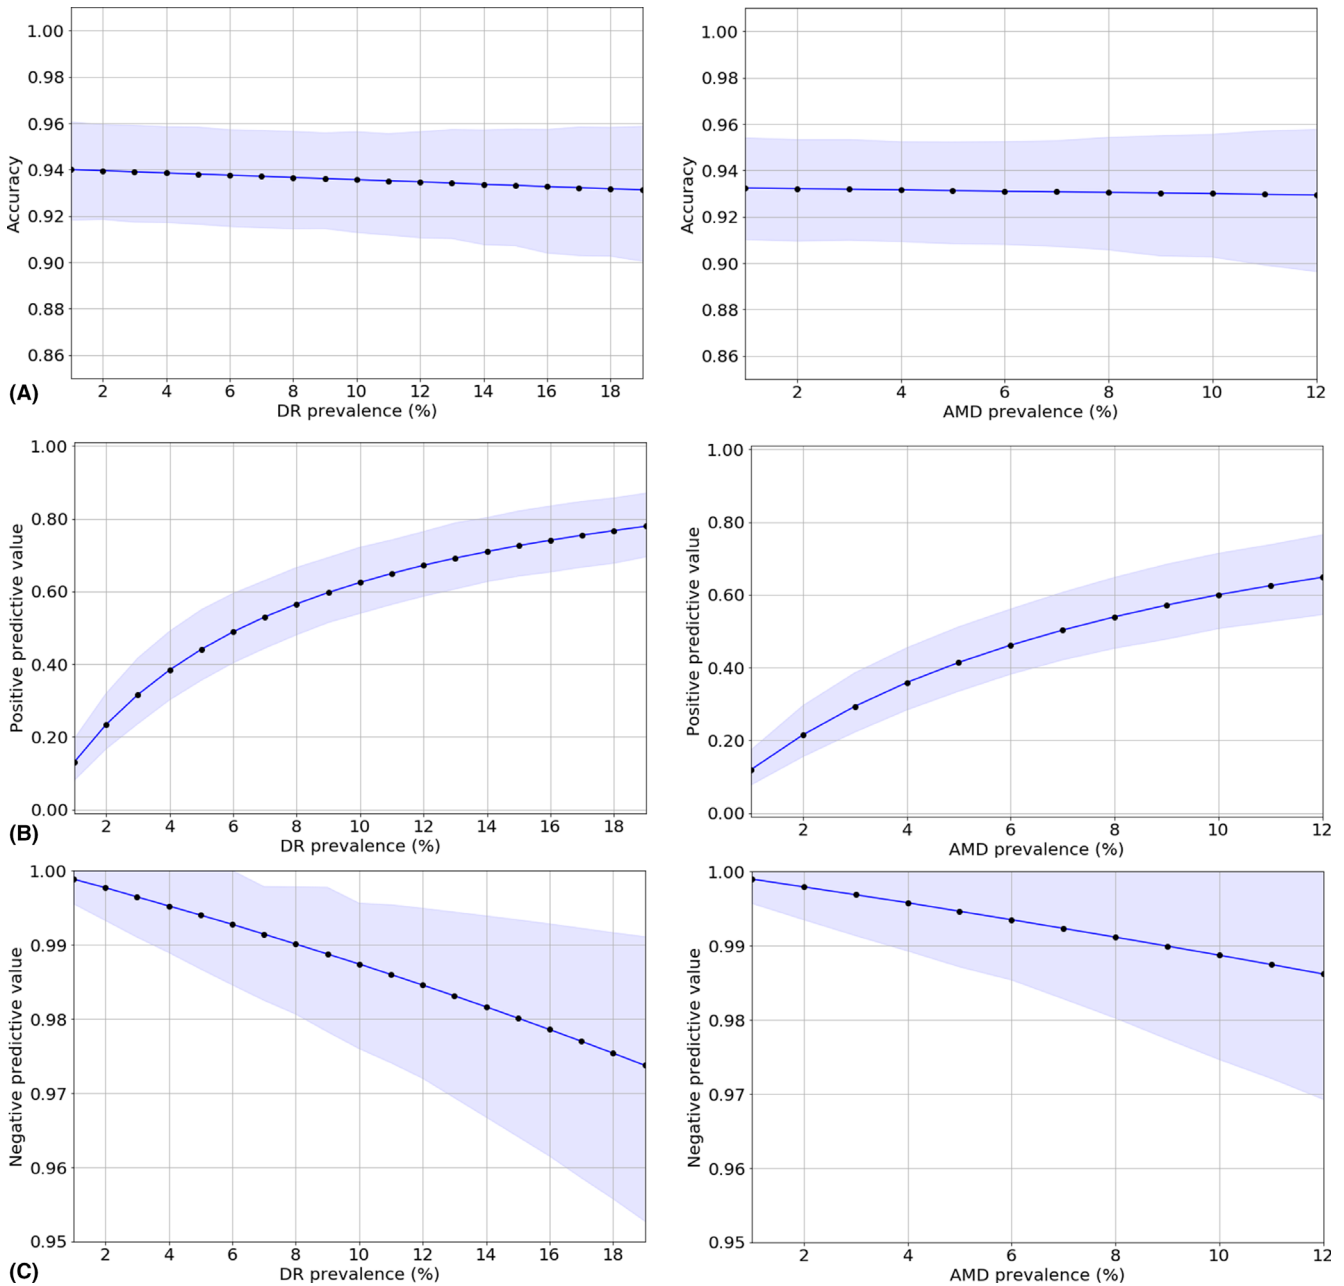 1.00
0.98
0.96
0.94
0.92
0.90
0.88
0.86
Accuracy
2 4 6 8 10 12 14 16 18
DR prevalence (%)
(A)
1.00
0.98
0.96
0.94
0.92
0.90
0.88
0.86
Accuracy
2 4 6 8 10 12
AMD prevalence (%)
1.00
0.80
0.60
0.40
0.20
0.00
Positive predictive value
2 4 6 8 10 12 14 16 18
DR prevalence (%)
(B)
1.00
0.80
0.60
0.40
0.20
0.00
Positive predictive value
2 4 6 8 10 12
AMD prevalence (%)
1.00
0.99
0.98
0.97
0.96
0.95
Negative predictive value
2 4 6 8 10 12 14 16 18
DR prevalence (%)
(C)
1.00
0.99
0.98
0.97
0.96
0.95
Negative predictive value
2 4 6 8 10 12
AMD prevalence (%)